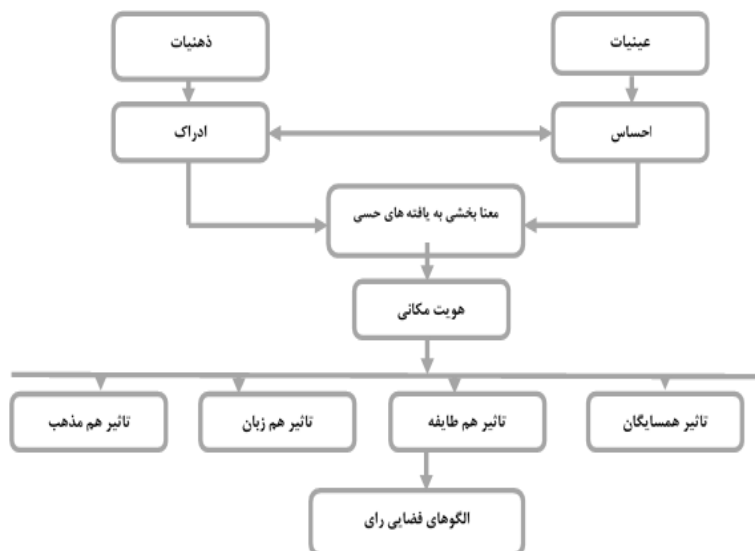 عینیات
ذهنیات
احساس
ادراک
معنا بخشی به یافته های حسی
هویت مکانی
تاثیر همسایگان
تاثیر هم طایفه
تاثیر هم زبان
تاثیر هم مذهب
الگوهای فضایی رای